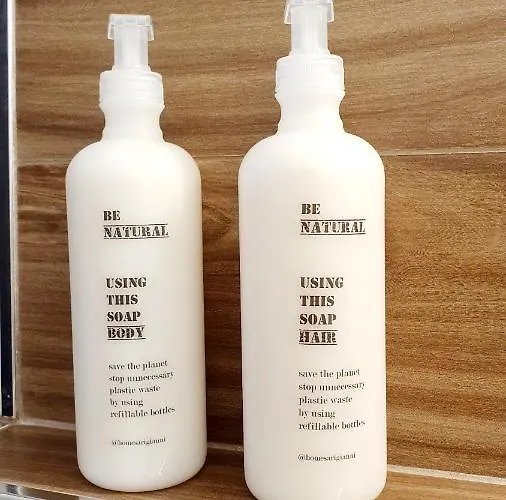 BE
NATURAL
USING
THIS
SOAP
BODY
save the planet
stop unnecessary
plastic waste
by using
refillable bottles
BE
NATURAL
USING
THIS
SOAP
HAIR
save the planet
stop unnecessary
plastic waste
by using
refillable bottles